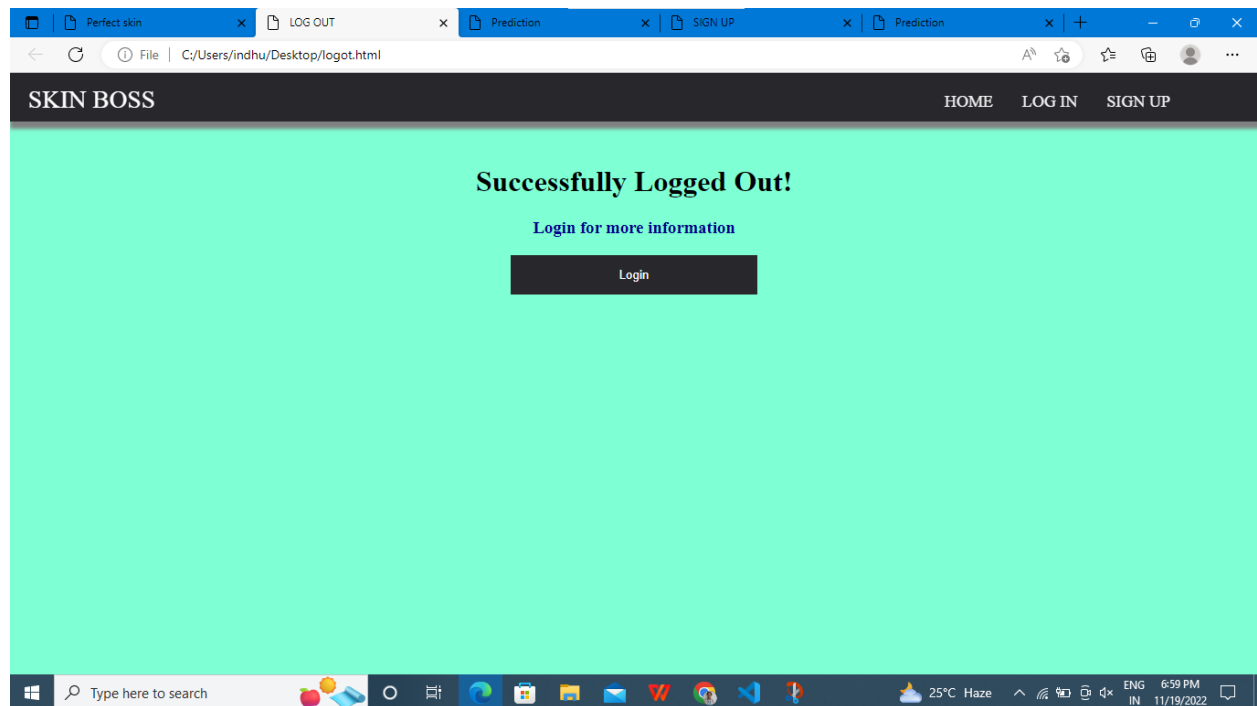 Perfect skin LOG OUT Prediction SIGN UP Prediction
File C:/Users/indhu/Desktop/logot.html
SKIN BOSS HOME LOG IN SIGN UP
Successfully Logged Out!
Login for more information
Login
Type here to search 25°C Haze ENG 6:59 PM
IN 11/19/2022